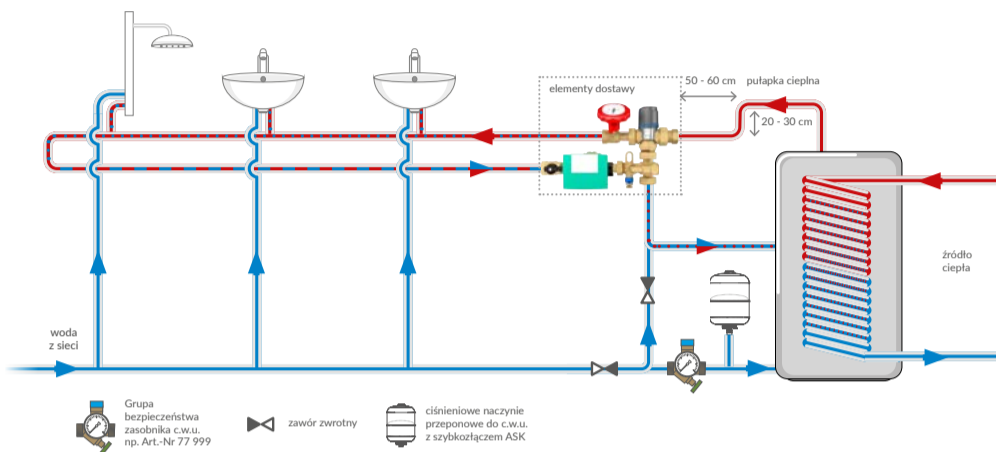 50 - 60 cm
pułapka cieplna
elementy dostawy
20 - 30 cm
źródło
ciepła
woda
z sieci
Grupa
bezpieczeństwa
zasobnika c.w.u.
np. Art.-Nr 77 999
zawór zwrotny
ciśnieniowe naczynie
przeponowe do c.w.u.
z szybkozłączem ASK